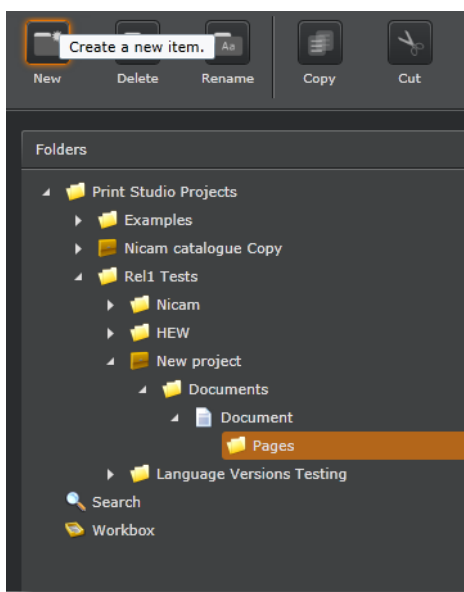 Create a new item.
Aa
New Delete Rename Copy Cut
Folders
Print Studio Projects
Examples
Nicam catalogue Copy
Rel1 Tests
Nicam
HEW
New project
Documents
Document
Pages
Language Versions Testing
Search
Workbox